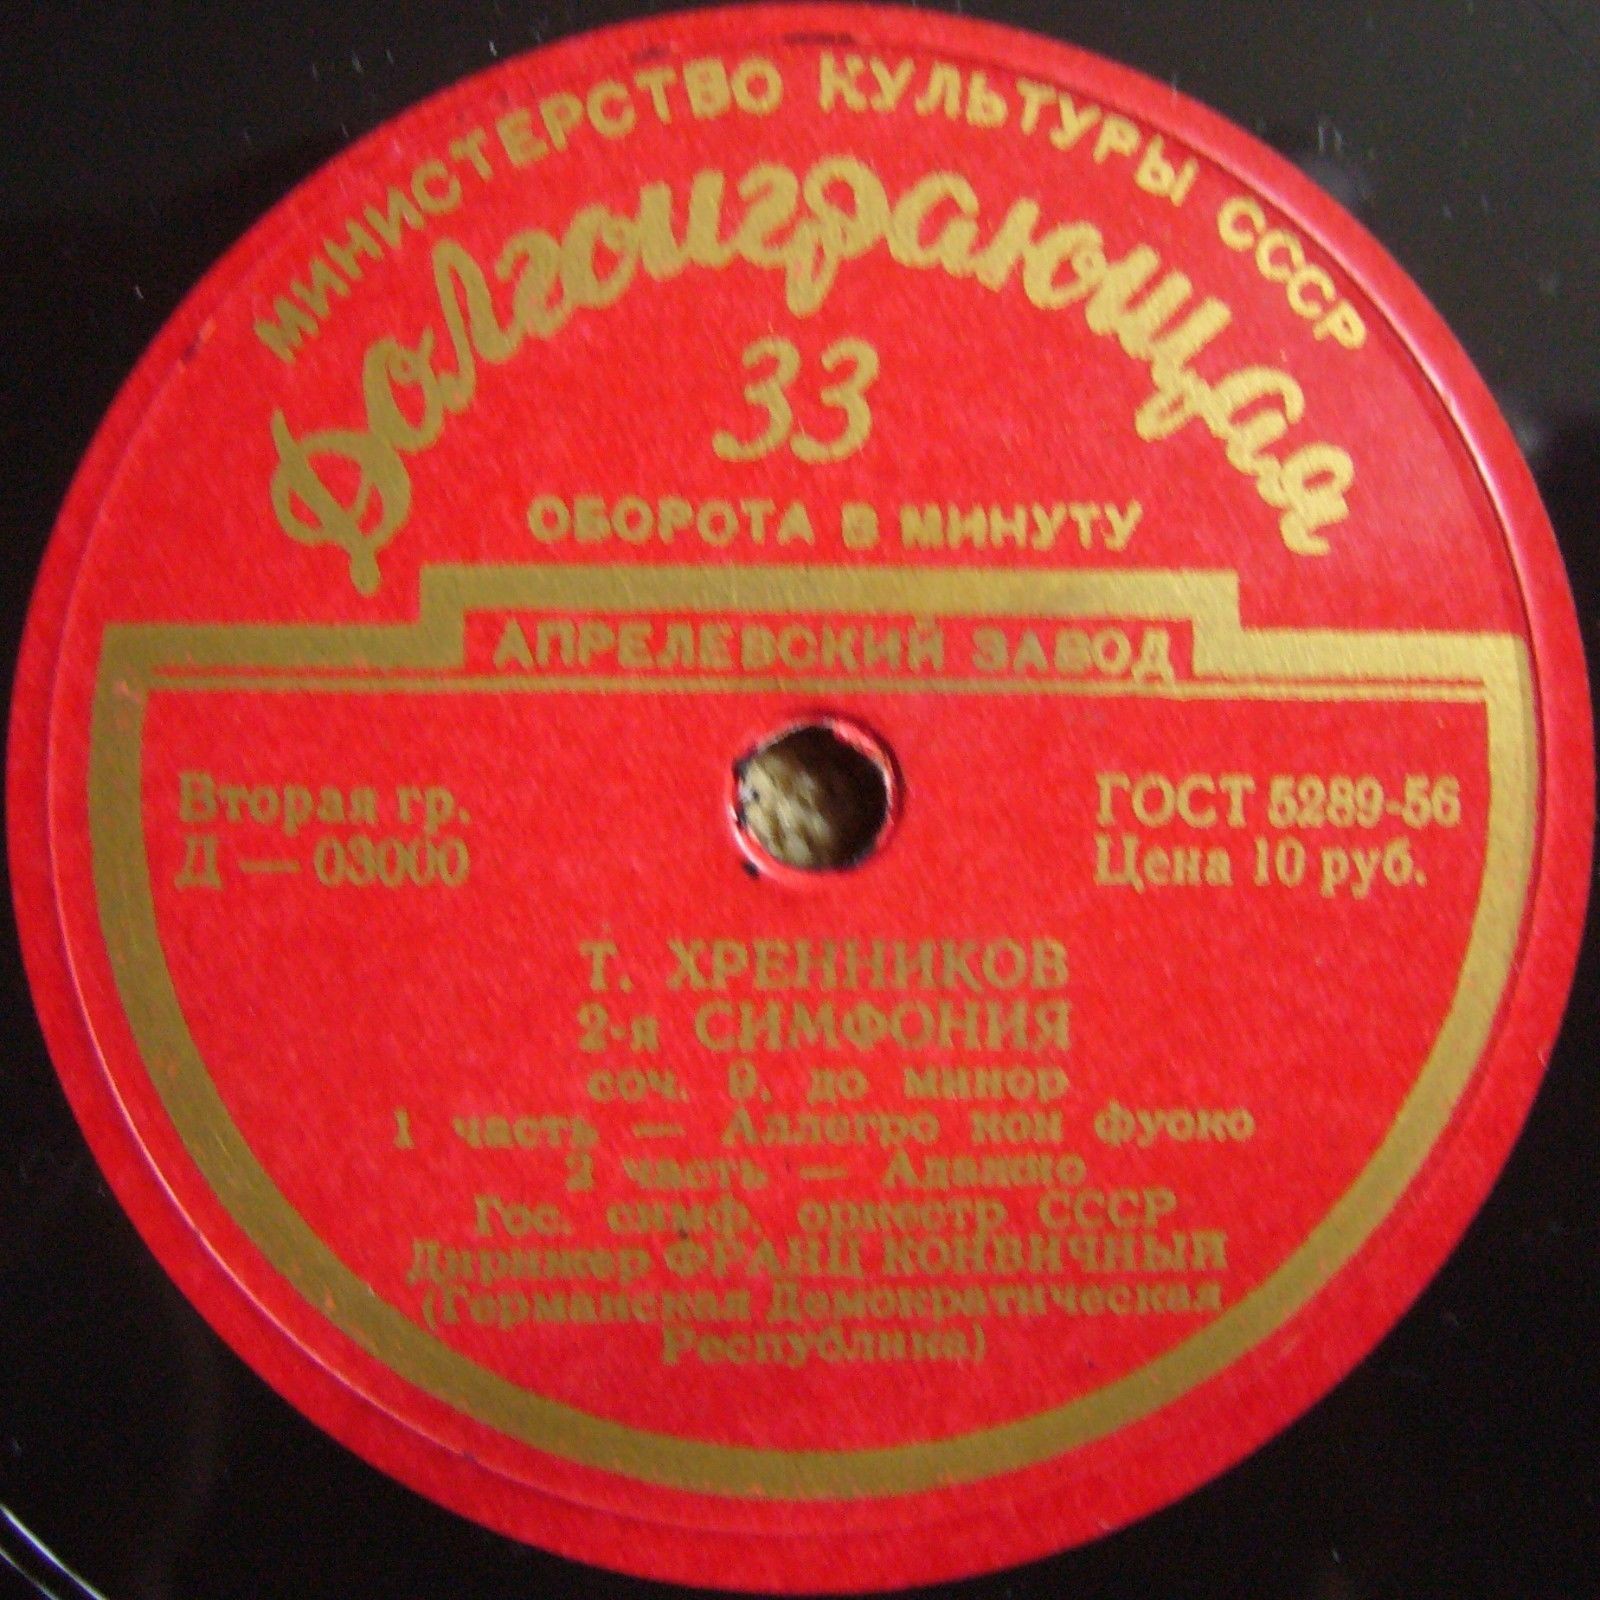 МИНИСТЕРСТВО КУЛЬТУРЫ СССР
Долгоиграющая
33
ОБОРОТА В МИНУТУ
АПРЕЛЕВСКИЙ ЗАВОД
Вторая гр.
Д — 03000
ГОСТ 5289-56
Цена 10 руб.
Т. ХРЕННИКОВ
2-я СИМФОНИЯ
соч. 9. до минор
1 часть — Аллегро кон фуоко
2 часть — Адажио
Гос. симф. оркестр СССР
Дирижер ФРАНЦ КОНВИЧНЫЙ
(Германская Демократическая
Республика)